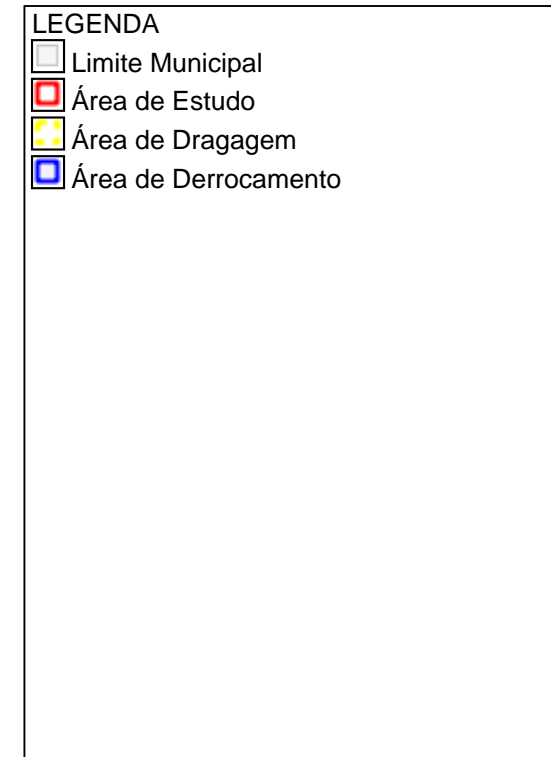 LEGENDA
Limite Municipal
Área de Estudo
Área de Dragagem
Área de Derrocamento